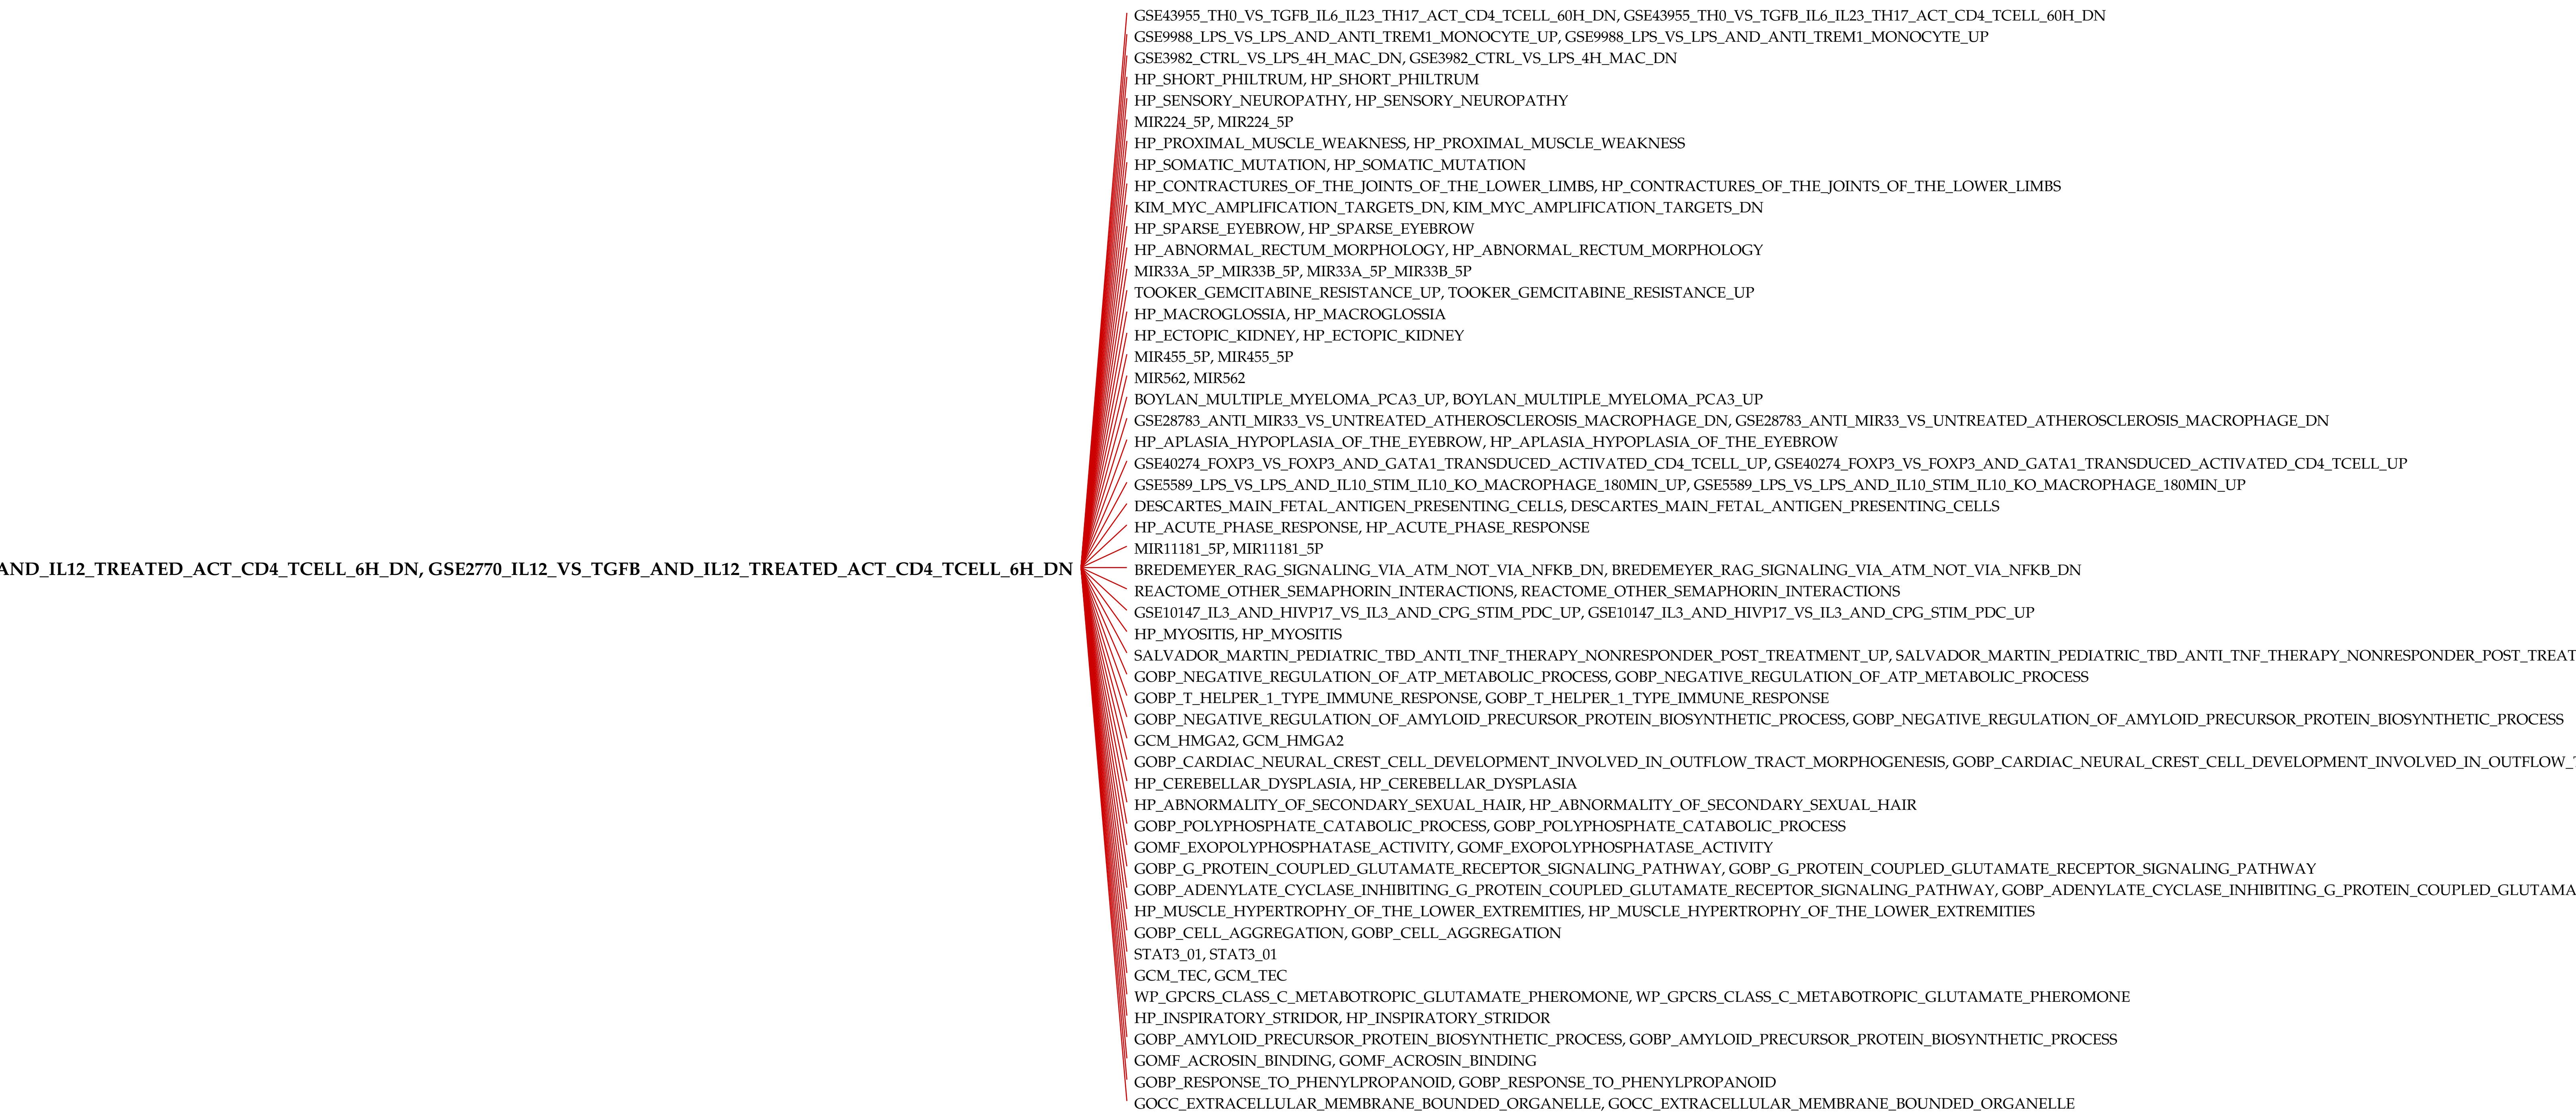 GSE43955_TH0_VS_TGFB_IL6_IL23_TH17_ACT_CD4_TCELL_60H_DN, GSE43955_TH0_VS_TGFB_IL6_IL23_TH17_ACT_CD4_TCELL_60H_DN
GSE9988_LPS_VS_LPS_AND_ANTI_TREM1_MONOCYTE_UP, GSE9988_LPS_VS_LPS_AND_ANTI_TREM1_MONOCYTE_UP
GSE3982_CTRL_VS_LPS_4H_MAC_DN, GSE3982_CTRL_VS_LPS_4H_MAC_DN
HP_SHORT_PHILTRUM, HP_SHORT_PHILTRUM
HP_SENSORY_NEUROPATHY, HP_SENSORY_NEUROPATHY
MIR224_5P, MIR224_5P
HP_PROXIMAL_MUSCLE_WEAKNESS, HP_PROXIMAL_MUSCLE_WEAKNESS
HP_SOMATIC_MUTATION, HP_SOMATIC_MUTATION
HP_CONTRACTURES_OF_THE_JOINTS_OF_THE_LOWER_LIMBS, HP_CONTRACTURES_OF_THE_JOINTS_OF_THE_LOWER_LIMBS
KIM_MYC_AMPLIFICATION_TARGETS_DN, KIM_MYC_AMPLIFICATION_TARGETS_DN
HP_SPARSE_EYEBROW, HP_SPARSE_EYEBROW
HP_ABNORMAL_RECTUM_MORPHOLOGY, HP_ABNORMAL_RECTUM_MORPHOLOGY
MIR33A_5P_MIR33B_5P, MIR33A_5P_MIR33B_5P
TOOKER_GEMCITABINE_RESISTANCE_UP, TOOKER_GEMCITABINE_RESISTANCE_UP
HP_MACROGLOSSIA, HP_MACROGLOSSIA
HP_ECTOPIC_KIDNEY, HP_ECTOPIC_KIDNEY
MIR455_5P, MIR455_5P
MIR562, MIR562
BOYLAN_MULTIPLE_MYELOMA_PCA3_UP, BOYLAN_MULTIPLE_MYELOMA_PCA3_UP
GSE28783_ANTI_MIR33_VS_UNTREATED_ATHEROSCLEROSIS_MACROPHAGE_DN, GSE28783_ANTI_MIR33_VS_UNTREATED_ATHEROSCLEROSIS_MACROPHAGE_DN
HP_APLASIA_HYPOPLASIA_OF_THE_EYEBROW, HP_APLASIA_HYPOPLASIA_OF_THE_EYEBROW
GSE40274_FOXP3_VS_FOXP3_AND_GATA1_TRANSDUCED_ACTIVATED_CD4_TCELL_UP, GSE40274_FOXP3_VS_FOXP3_AND_GATA1_TRANSDUCED_ACTIVATED_CD4_TCELL_UP
GSE5589_LPS_VS_LPS_AND_IL10_STIM_IL10_KO_MACROPHAGE_180MIN_UP, GSE5589_LPS_VS_LPS_AND_IL10_STIM_IL10_KO_MACROPHAGE_180MIN_UP
DESCARTES_MAIN_FETAL_ANTIGEN_PRESENTING_CELLS, DESCARTES_MAIN_FETAL_ANTIGEN_PRESENTING_CELLS
HP_ACUTE_PHASE_RESPONSE, HP_ACUTE_PHASE_RESPONSE
MIR11181_5P, MIR11181_5P
AND_IL12_TREATED_ACT_CD4_TCELL_6H_DN, GSE2770_IL12_VS_TGFB_AND_IL12_TREATED_ACT_CD4_TCELL_6H_DN
BREDEMEYER_RAG_SIGNALING_VIA_ATM_NOT_VIA_NFKB_DN, BREDEMEYER_RAG_SIGNALING_VIA_ATM_NOT_VIA_NFKB_DN
REACTOME_OTHER_SEMAPHORIN_INTERACTIONS, REACTOME_OTHER_SEMAPHORIN_INTERACTIONS
GSE10147_IL3_AND_HIVP17_VS_IL3_AND_CPG_STIM_PDC_UP, GSE10147_IL3_AND_HIVP17_VS_IL3_AND_CPG_STIM_PDC_UP
HP_MYOSITIS, HP_MYOSITIS
SALVADOR_MARTIN_PEDIATRIC_TBD_ANTI_TNF_THERAPY_NONRESPONDER_POST_TREATMENT_UP, SALVADOR_MARTIN_PEDIATRIC_TBD_ANTI_TNF_THERAPY_NONRESPONDER_POST_TREAT
GOBP_NEGATIVE_REGULATION_OF_ATP_METABOLIC_PROCESS, GOBP_NEGATIVE_REGULATION_OF_ATP_METABOLIC_PROCESS
GOBP_T_HELPER_1_TYPE_IMMUNE_RESPONSE, GOBP_T_HELPER_1_TYPE_IMMUNE_RESPONSE
GOBP_NEGATIVE_REGULATION_OF_AMYLOID_PRECURSOR_PROTEIN_BIOSYNTHETIC_PROCESS, GOBP_NEGATIVE_REGULATION_OF_AMYLOID_PRECURSOR_PROTEIN_BIOSYNTHETIC_PROCESS
GCM_HMGA2, GCM_HMGA2
GOBP_CARDIAC_NEURAL_CREST_CELL_DEVELOPMENT_INVOLVED_IN_OUTFLOW_TRACT_MORPHOGENESIS, GOBP_CARDIAC_NEURAL_CREST_CELL_DEVELOPMENT_INVOLVED_IN_OUTFLOW_
HP_CEREBELLAR_DYSPLASIA, HP_CEREBELLAR_DYSPLASIA
HP_ABNORMALITY_OF_SECONDARY_SEXUAL_HAIR, HP_ABNORMALITY_OF_SECONDARY_SEXUAL_HAIR
GOBP_POLYPHOSPHATE_CATABOLIC_PROCESS, GOBP_POLYPHOSPHATE_CATABOLIC_PROCESS
GOMF_EXOPOLYPHOSPHATASE_ACTIVITY, GOMF_EXOPOLYPHOSPHATASE_ACTIVITY
GOBP_G_PROTEIN_COUPLED_GLUTAMATE_RECEPTOR_SIGNALING_PATHWAY, GOBP_G_PROTEIN_COUPLED_GLUTAMATE_RECEPTOR_SIGNALING_PATHWAY
GOBP_ADENYLATE_CYCLASE_INHIBITING_G_PROTEIN_COUPLED_GLUTAMATE_RECEPTOR_SIGNALING_PATHWAY, GOBP_ADENYLATE_CYCLASE_INHIBITING_G_PROTEIN_COUPLED_GLUTAMA
HP_MUSCLE_HYPERTROPHY_OF_THE_LOWER_EXTREMITIES, HP_MUSCLE_HYPERTROPHY_OF_THE_LOWER_EXTREMITIES
GOBP_CELL_AGGREGATION, GOBP_CELL_AGGREGATION
STAT3_01, STAT3_01
GCM_TEC, GCM_TEC
WP_GPCRS_CLASS_C_METABOTROPIC_GLUTAMATE_PHEROMONE, WP_GPCRS_CLASS_C_METABOTROPIC_GLUTAMATE_PHEROMONE
HP_INSPIRATORY_STRIDOR, HP_INSPIRATORY_STRIDOR
GOBP_AMYLOID_PRECURSOR_PROTEIN_BIOSYNTHETIC_PROCESS, GOBP_AMYLOID_PRECURSOR_PROTEIN_BIOSYNTHETIC_PROCESS
GOMF_ACROSIN_BINDING, GOMF_ACROSIN_BINDING
GOBP_RESPONSE_TO_PHENYLPROPANOID, GOBP_RESPONSE_TO_PHENYLPROPANOID
GOCC_EXTRACELLULAR_MEMBRANE_BOUNDED_ORGANELLE, GOCC_EXTRACELLULAR_MEMBRANE_BOUNDED_ORGANELLE